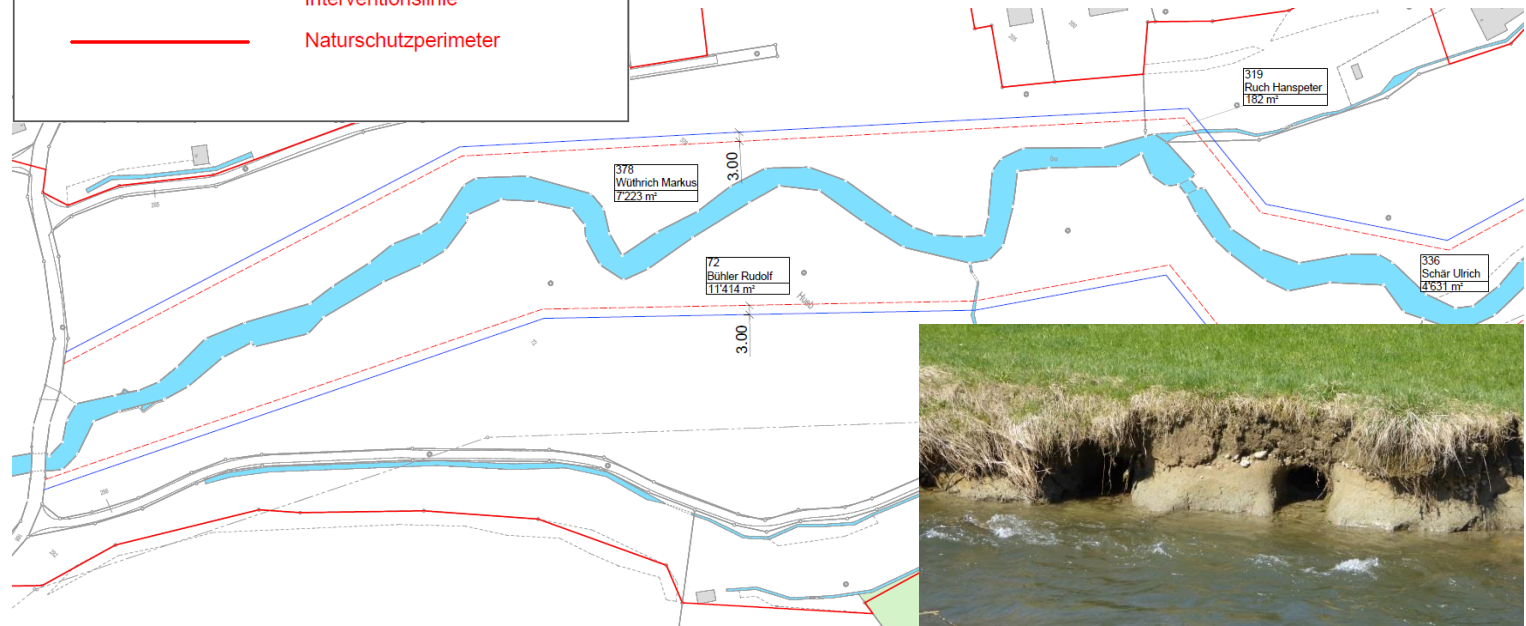 Interventionslinie
Naturschutzperimeter
319
Ruch Hanspeter
182 m²
378
Wüthrich Markus
7'223 m²
3.00
72
Bühler Rudolf
11'414 m²
3.00
336
Schär Ulrich
4'631 m²